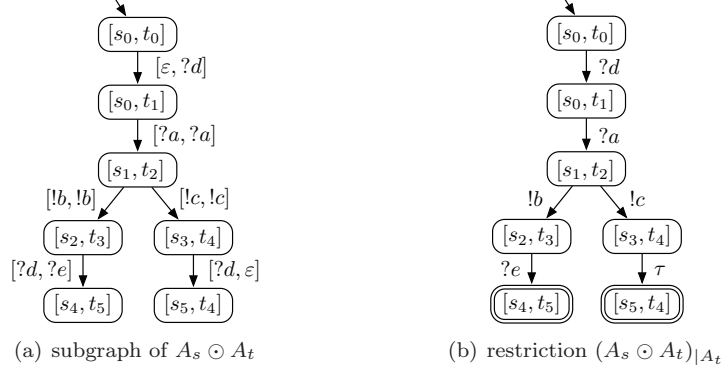 [s₀, t₀] [s₀, t₀]
[ε, ?d] ?d
[s₀, t₁] [s₀, t₁]
[?a, ?a] ?a
[s₁, t₂] [s₁, t₂]
[!b, !b] [!c, !c] !b !c
[s₂, t₃] [s₃, t₄] [s₂, t₃] [s₃, t₄]
[?d, ?e] [?d, ε] ?e τ
[s₄, t₅] [s₅, t₄] [s₄, t₅] [s₅, t₄]
(a) subgraph of Aₛ ⊙ Aₜ (b) restriction (Aₛ ⊙ Aₜ)|Aₜ